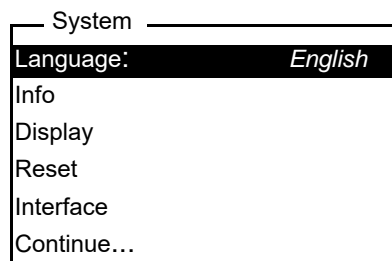 System
Language: English
Info
Display
Reset
Interface
Continue...